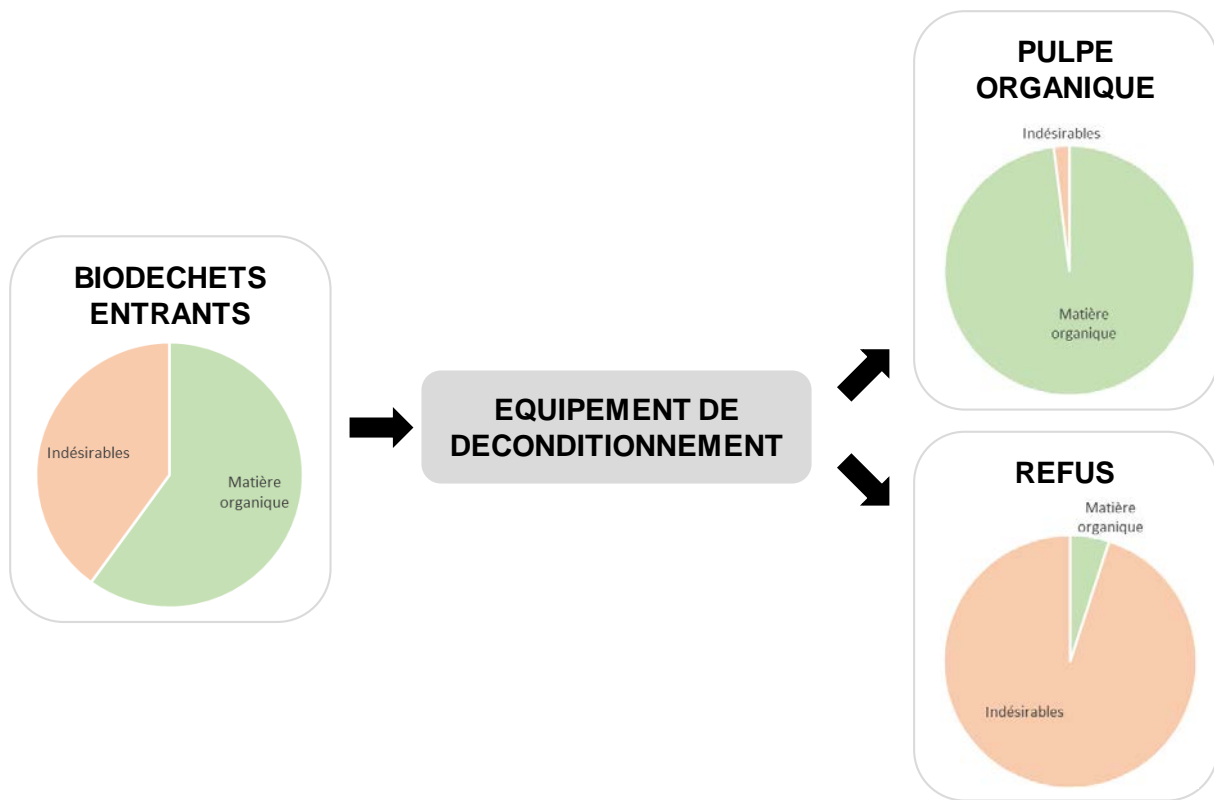 BIODECHETS
ENTRANTS
Indésirables
Matière
organique
EQUIPEMENT DE
DECONDITIONNEMENT
PULPE
ORGANIQUE
Indésirables
Matière
organique
REFUS
Matière
organique
Indésirables